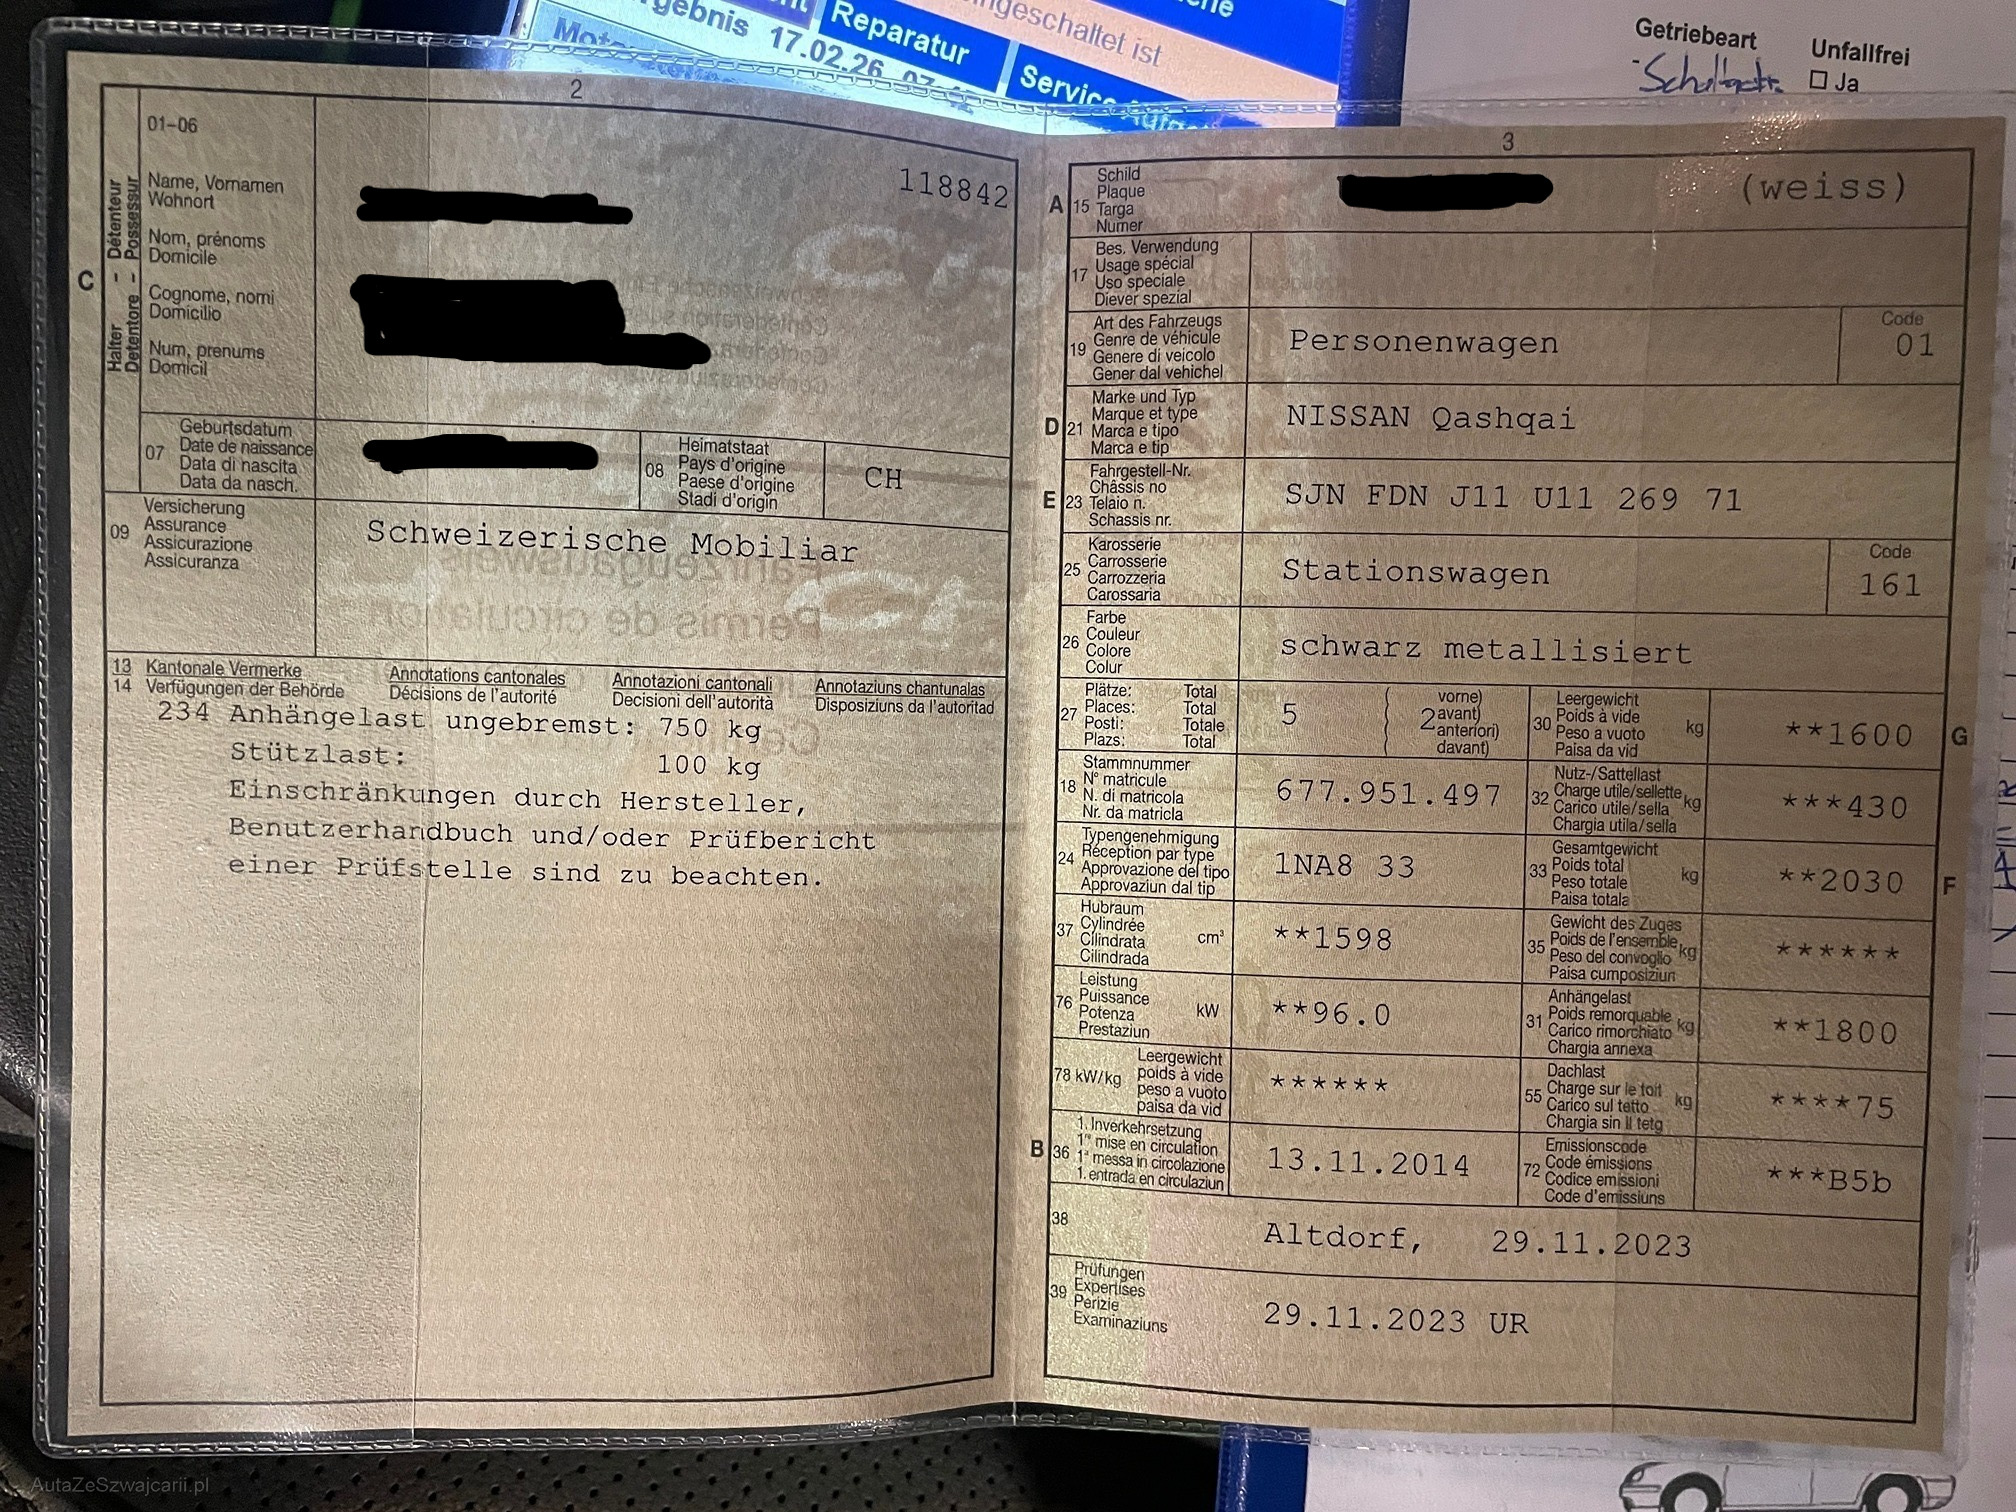 Reparatur
ngeschaltet ist
gebnis 17.02.26
Service
Getriebeart
Unfallfrei
Ja
2
01–06
118842
Halter – Détenteur
Detentore – Possessur
C
Name, Vornamen
Wohnort
Nom, prénoms
Domicile
Cognome, nomi
Domicilio
Num, prenums
Domicil
07
Geburtsdatum
Date de naissance
Data di nascita
Data da nasch.
08
Heimatstaat
Pays d'origine
Paese d'origine
Stadi d'origin
CH
09
Versicherung
Assurance
Assicurazione
Assicuranza
Schweizerische Mobiliar
13 Kantonale Vermerke Annotations cantonales Annotazioni cantonali Annotaziuns chantunalas
14 Verfügungen der Behörde Décisions de l'autorité Decisioni dell'autorità Disposiziuns da l'autoritad
234 Anhängelast ungebremst: 750 kg
Stützlast: 100 kg
Einschränkungen durch Hersteller,
Benutzerhandbuch und/oder Prüfbericht
einer Prüfstelle sind zu beachten.
3
A 15
Schild
Plaque
Targa
Numer
(weiss)
17
Bes. Verwendung
Usage spécial
Uso speciale
Diever spezial
19
Art des Fahrzeugs
Genre de véhicule
Genere di veicolo
Gener dal vehichel
Personenwagen
Code
01
D 21
Marke und Typ
Marque et type
Marca e tipo
Marca e tip
NISSAN Qashqai
E 23
Fahrgestell-Nr.
Châssis no
Telaio n.
Schassis nr.
SJN FDN J11 U11 269 71
25
Karosserie
Carrosserie
Carrozzeria
Carossaria
Stationswagen
Code
161
26
Farbe
Couleur
Colore
Colur
schwarz metallisiert
27
Plätze: Total
Places: Total
Posti: Totale
Plazs: Total
5
2
vorne)
avant)
anteriori)
davant)
30
Leergewicht
Poids à vide
Peso a vuoto
Paisa da vid
kg
**1600
G
18
Stammnummer
N° matricule
N. di matricola
Nr. da matricla
677.951.497
32
Nutz-/Sattellast
Charge utile/sellette
Carico utile/sella
Chargia utila/sella
kg
***430
24
Typengenehmigung
Réception par type
Approvazione del tipo
Approvaziun dal tip
1NA8 33
33
Gesamtgewicht
Poids total
Peso totale
Paisa totala
kg
**2030
F
37
Hubraum
Cylindrée
Cilindrata
Cilindrada
cm³
**1598
35
Gewicht des Zuges
Poids de l'ensemble
Peso del convoglio
Paisa cumposiziun
kg
******
76
Leistung
Puissance
Potenza
Prestaziun
kW
**96.0
31
Anhängelast
Poids remorquable
Carico rimorchiato
Chargia annexa
kg
**1800
78 kW/kg
Leergewicht
poids à vide
peso a vuoto
paisa da vid
******
55
Dachlast
Charge sur le toit
Carico sul tetto
Chargia sin il tetg
kg
****75
B 36
1. Inverkehrsetzung
1re mise en circulation
1a messa in circolazione
1. entrada en circulaziun
13.11.2014
72
Emissionscode
Code émissions
Codice emissioni
Code d'emissiuns
***B5b
38
Altdorf, 29.11.2023
39
Prüfungen
Expertises
Perizie
Examinaziuns
29.11.2023 UR
AutaZeSzwajcarii.pl